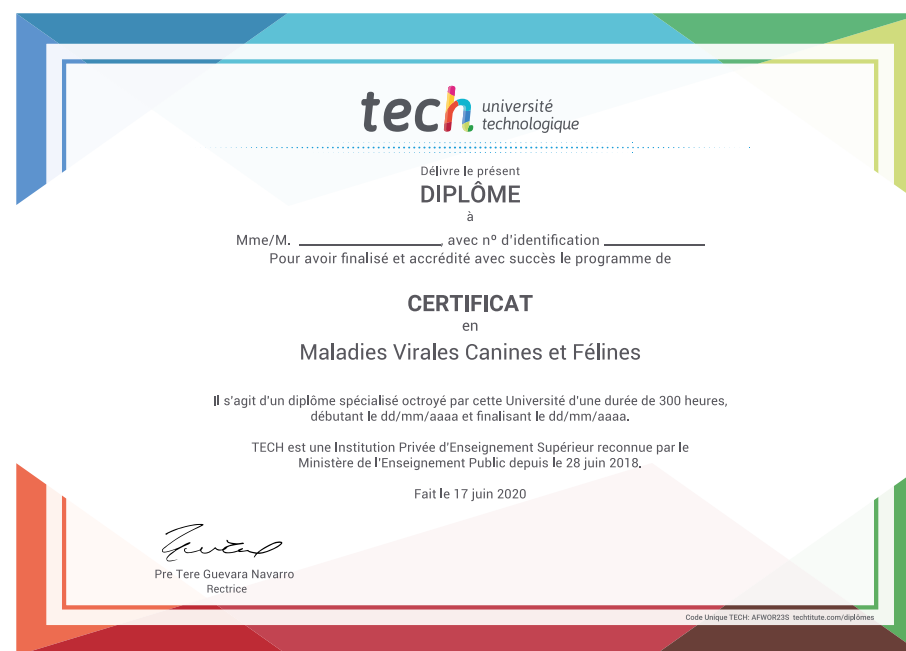 tech université
technologique
Délivre le présent
DIPLÔME
à
Mme/M. ____________________, avec nº d'identification ______________
Pour avoir finalisé et accrédité avec succès le programme de
CERTIFICAT
en
Maladies Virales Canines et Félines
Il s'agit d'un diplôme spécialisé octroyé par cette Université d'une durée de 300 heures,
débutant le dd/mm/aaaa et finalisant le dd/mm/aaaa.
TECH est une Institution Privée d'Enseignement Supérieur reconnue par le
Ministère de l'Enseignement Public depuis le 28 juin 2018.
Fait le 17 juin 2020
Pre Tere Guevara Navarro
Rectrice
Code Unique TECH: AFWOR23S techtitute.com/diplômes